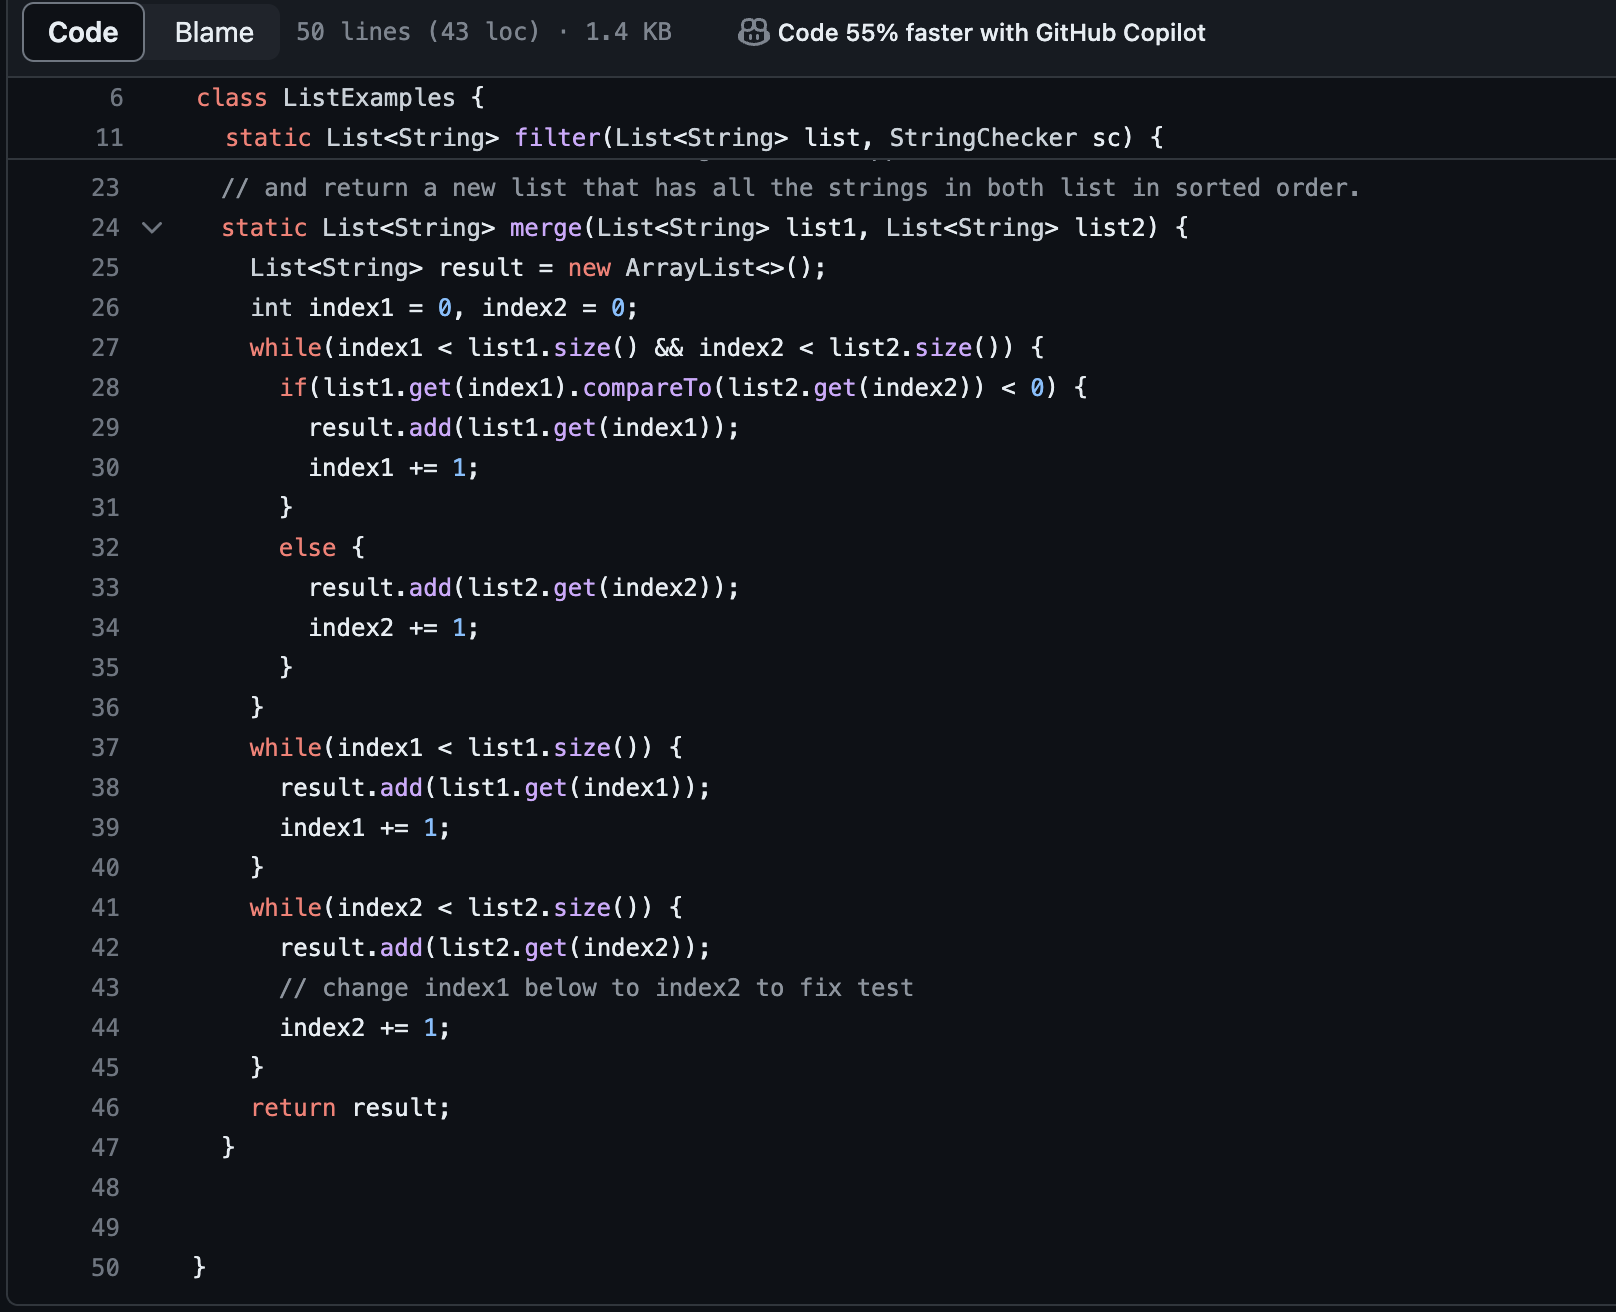 Code Blame 50 lines (43 loc) · 1.4 KB Code 55% faster with GitHub Copilot
6 class ListExamples {
11 static List<String> filter(List<String> list, StringChecker sc) {
23 // and return a new list that has all the strings in both list in sorted order.
24 static List<String> merge(List<String> list1, List<String> list2) {
25 List<String> result = new ArrayList<>();
26 int index1 = 0, index2 = 0;
27 while(index1 < list1.size() && index2 < list2.size()) {
28 if(list1.get(index1).compareTo(list2.get(index2)) < 0) {
29 result.add(list1.get(index1));
30 index1 += 1;
31 }
32 else {
33 result.add(list2.get(index2));
34 index2 += 1;
35 }
36 }
37 while(index1 < list1.size()) {
38 result.add(list1.get(index1));
39 index1 += 1;
40 }
41 while(index2 < list2.size()) {
42 result.add(list2.get(index2));
43 // change index1 below to index2 to fix test
44 index2 += 1;
45 }
46 return result;
47 }
48
49
50 }